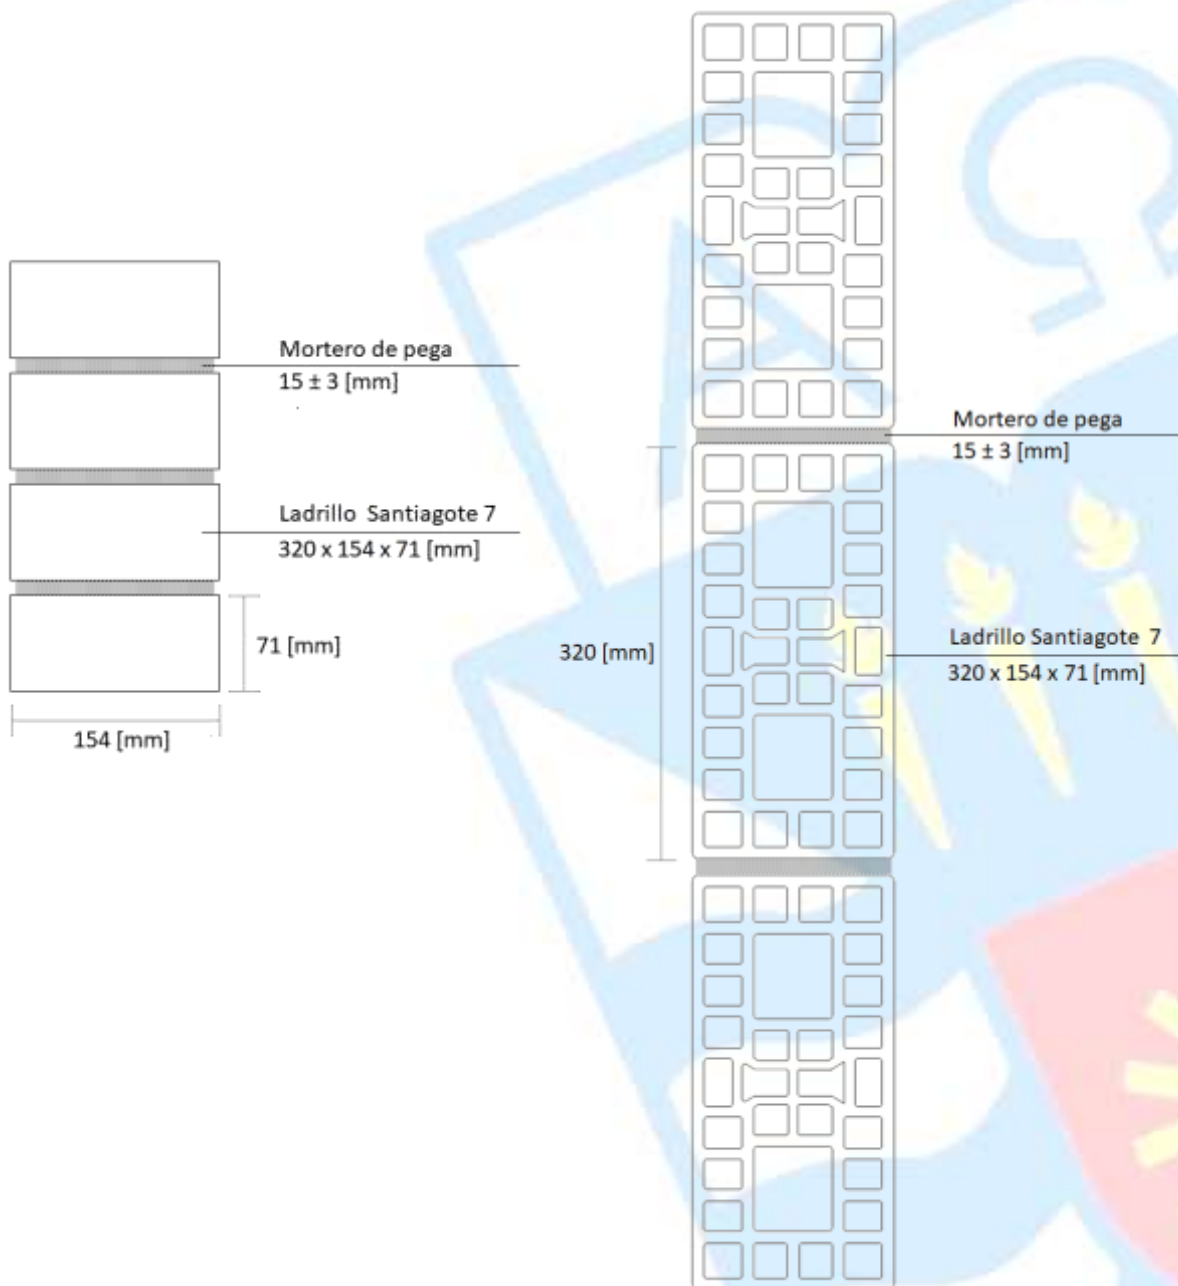 Mortero de pega
15 ± 3 [mm]
Ladrillo Santiagote 7
320 x 154 x 71 [mm]
71 [mm]
154 [mm]
Mortero de pega
15 ± 3 [mm]
320 [mm]
Ladrillo Santiagote 7
320 x 154 x 71 [mm]